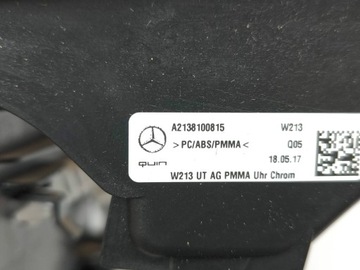 A2138100815 W213
>PC/ABS/PMMA< Q05
QUIN 18.05.17
W213 UT AG PMMA Uhr Chrom